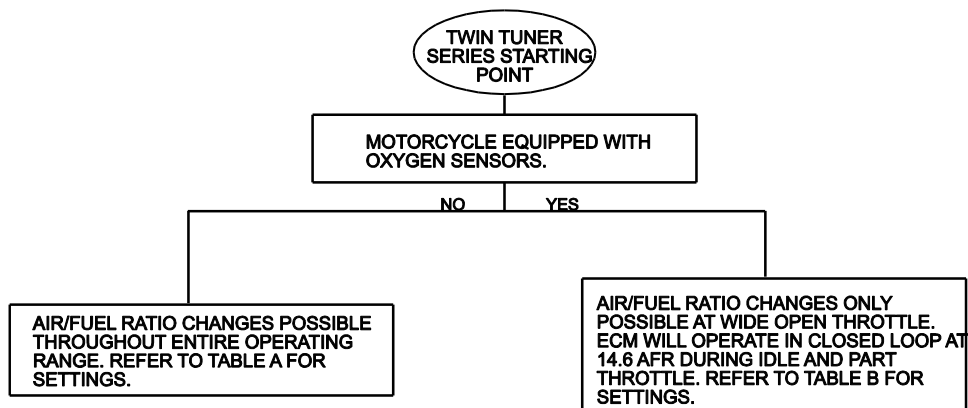 TWIN TUNER
SERIES STARTING
POINT
MOTORCYCLE EQUIPPED WITH
OXYGEN SENSORS.
NO
YES
AIR/FUEL RATIO CHANGES POSSIBLE
THROUGHOUT ENTIRE OPERATING
RANGE. REFER TO TABLE A FOR
SETTINGS.
AIR/FUEL RATIO CHANGES ONLY
POSSIBLE AT WIDE OPEN THROTTLE.
ECM WILL OPERATE IN CLOSED LOOP AT
14.6 AFR DURING IDLE AND PART
THROTTLE. REFER TO TABLE B FOR
SETTINGS.